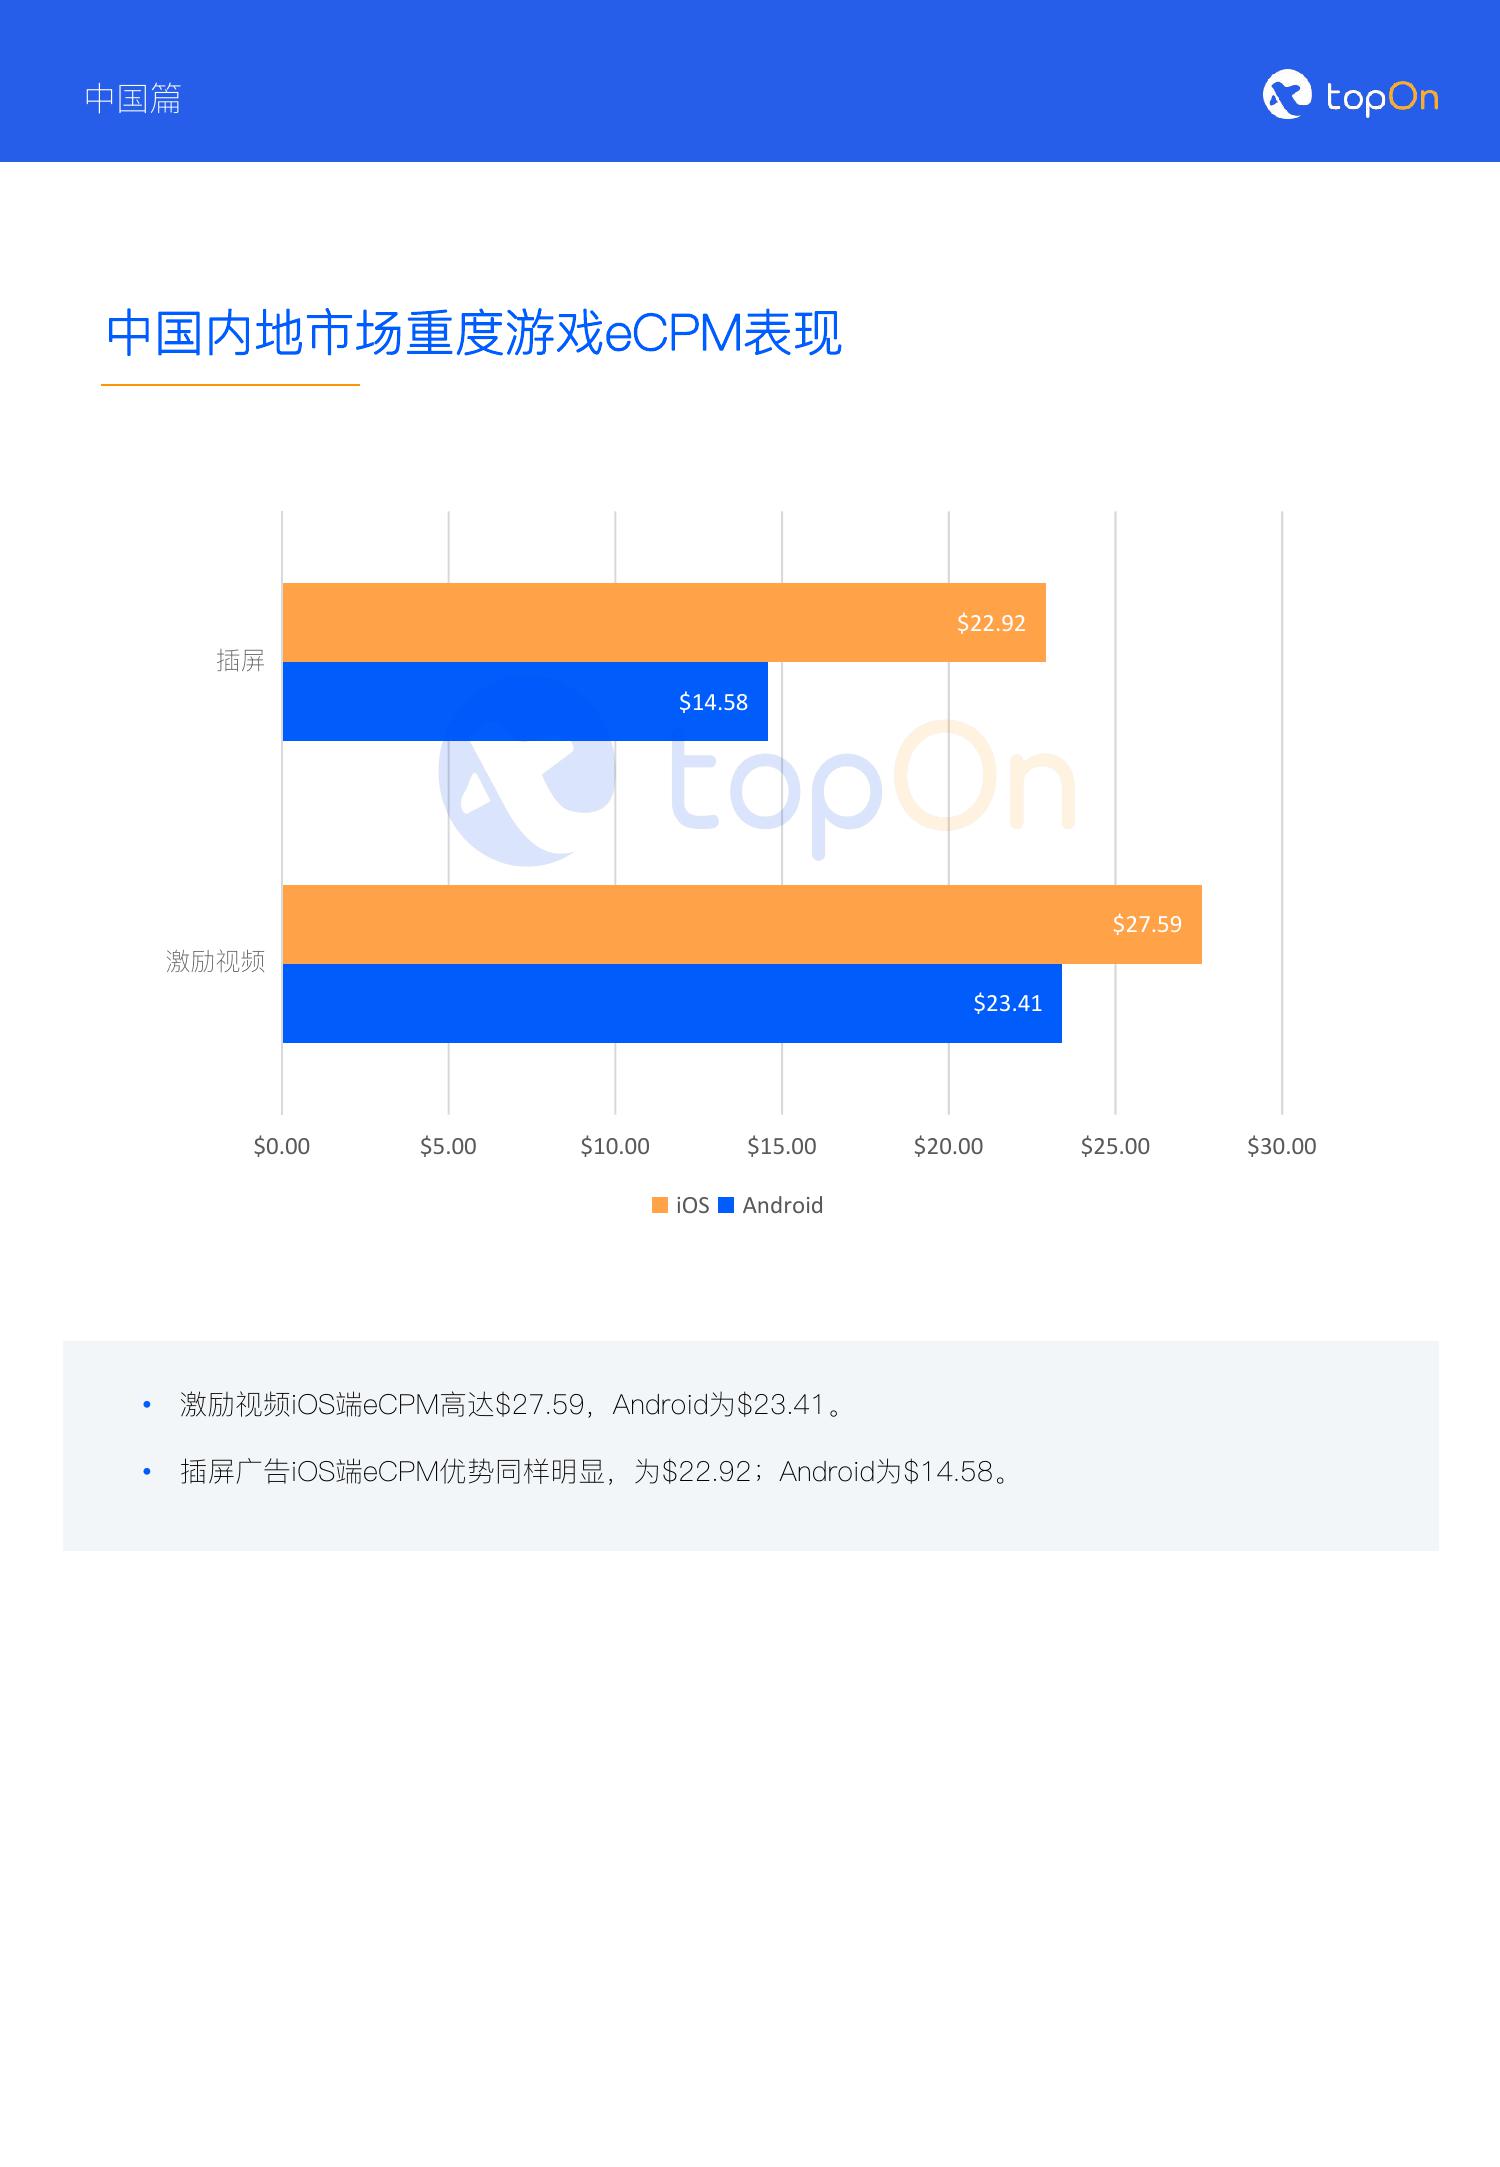 中国篇
topOn
中国内地市场重度游戏eCPM表现
插屏
$22.92
$14.58
topOn
激励视频
$27.59
$23.41
$0.00 $5.00 $10.00 $15.00 $20.00 $25.00 $30.00
iOS Android
• 激励视频iOS端eCPM高达$27.59，Android为$23.41。
• 插屏广告iOS端eCPM优势同样明显，为$22.92；Android为$14.58。